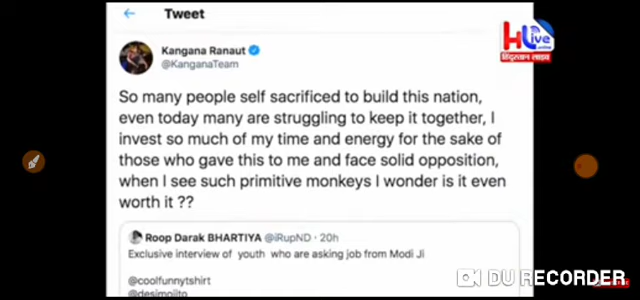 Tweet
H Live
हिंदुस्तान लाइव
Kangana Ranaut
@KanganaTeam
So many people self sacrificed to build this nation,
even today many are struggling to keep it together, I
invest so much of my time and energy for the sake of
those who gave this to me and face solid opposition,
when I see such primitive monkeys I wonder is it even
worth it ??
Roop Darak BHARTIYA @iRupND · 20h
Exclusive interview of youth who are asking job from Modi Ji
@coolfunnytshirt
@desimojito
DU RECORDER